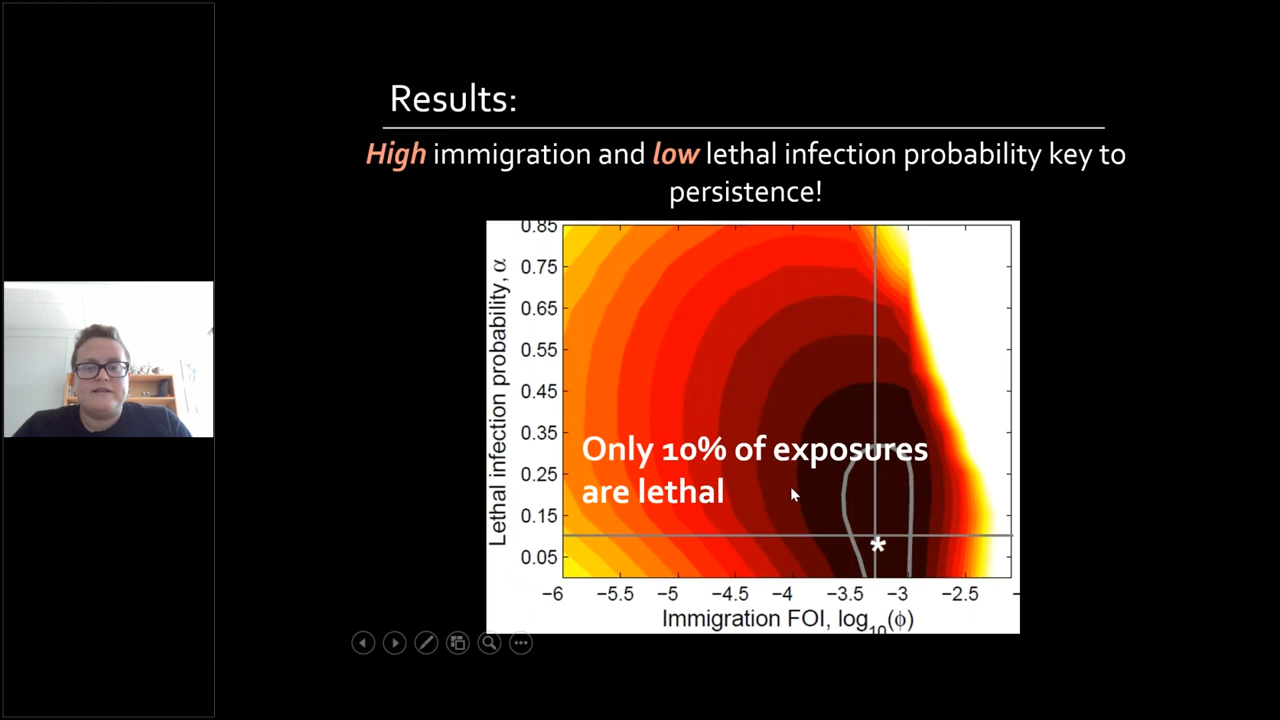 Results:
High immigration and low lethal infection probability key to
persistence!
Lethal infection probability, α
0.85
0.75
0.65
0.55
0.45
0.35
0.25
0.15
0.05
Only 10% of exposures
are lethal
*
−6 −5.5 −5 −4.5 −4 −3.5 −3 −2.5
Immigration FOI, log10(ϕ)